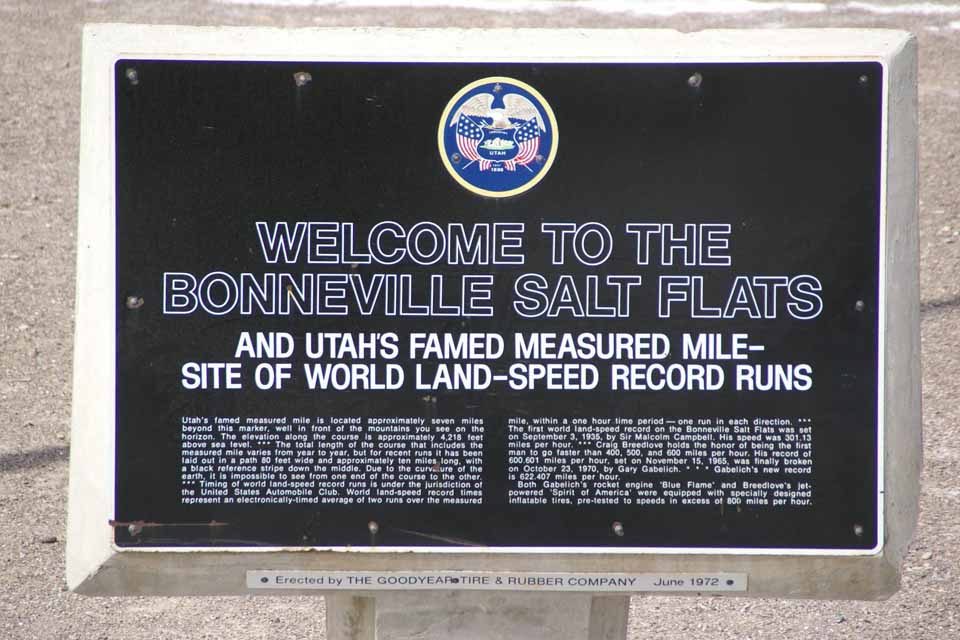 UTAH
1896
WELCOME TO THE
BONNEVILLE SALT FLATS
AND UTAH'S FAMED MEASURED MILE-
SITE OF WORLD LAND-SPEED RECORD RUNS
Utah's famed measured mile is located approximately seven miles
beyond this marker, well in front of the mountains you see on the
horizon. The elevation along the course is approximately 4,218 feet
above sea level. *** The total length of the course that includes the
measured mile varies from year to year, but for recent runs it has been
laid out in a path 80 feet wide and approximately ten miles long, with
a black reference stripe down the middle. Due to the curvature of the
earth, it is impossible to see from one end of the course to the other.
*** Timing of world land-speed record runs is under the jurisdiction of
the United States Automobile Club. World land-speed record times
represent an electronically-timed average of two runs over the measured
mile, within a one hour time period — one run in each direction. ***
The first world land-speed record on the Bonneville Salt Flats was set
on September 3, 1935, by Sir Malcolm Campbell. His speed was 301.13
miles per hour. *** Craig Breedlove holds the honor of being the first
man to go faster than 400, 500, and 600 miles per hour. His record of
600.601 miles per hour, set on November 15, 1965, was finally broken
on October 23, 1970, by Gary Gabelich. * * * Gabelich's new record
is 622.407 miles per hour.
Both Gabelich's rocket engine 'Blue Flame' and Breedlove's jet-
powered 'Spirit of America' were equipped with specially designed
inflatable tires, pre-tested to speeds in excess of 800 miles per hour.
Erected by THE GOODYEAR TIRE & RUBBER COMPANY June 1972